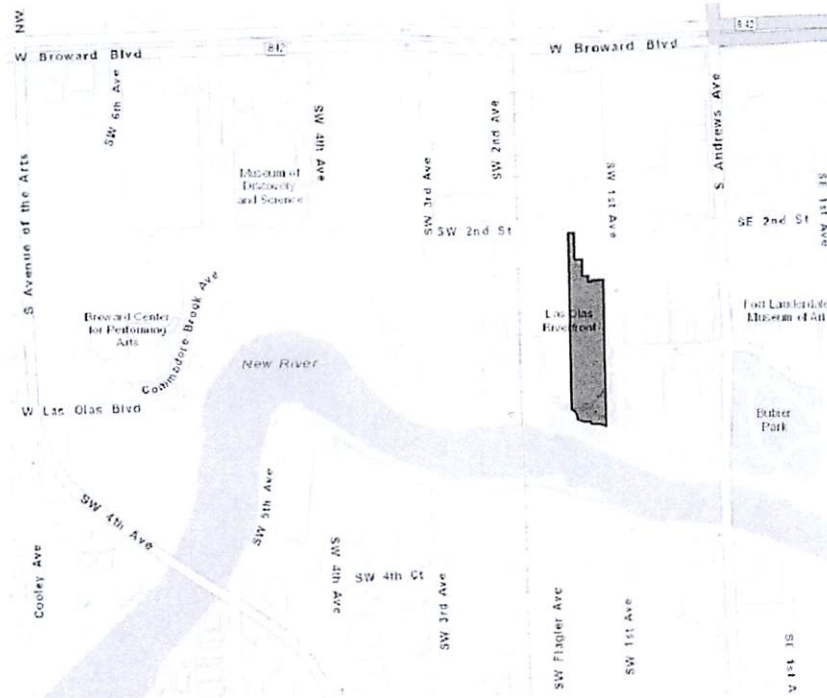 NW
842
W Broward Blvd
842
W Broward Blvd
SW 6th Ave
SW 4th Ave
SW 2nd Ave
S Andrews Ave
Museum of
Discovery
and Science
SW 3rd Ave
SW 1st Ave
SE 1st Ave
S Avenue of the Arts
SW 2nd St
SE 2nd St
Commodore Brook Ave
Broward Center
for Performing
Arts
Las Olas
Riverfront
Fort Lauderdale
Museum of Art
New River
W Las Olas Blvd
Bubier
Park
SW 4th Ave
SW 5th Ave
Cooley Ave
SW 4th Ave
SW 4th Ct
SW 3rd Ave
SW Flagler Ave
SW 1st Ave
SE 1st A